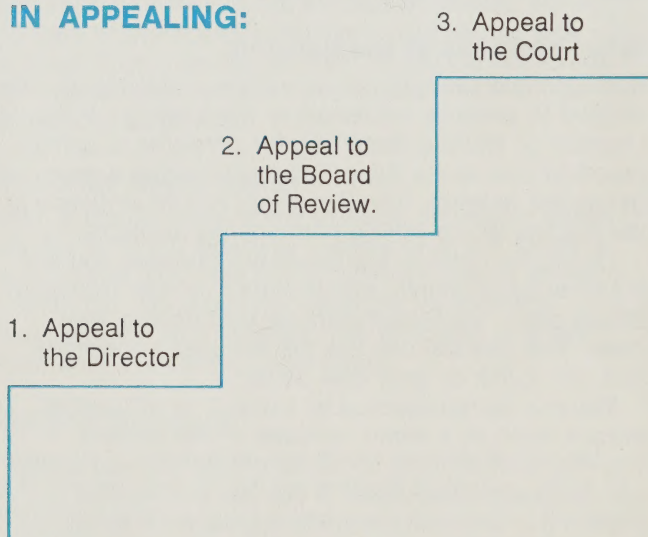 IN APPEALING:
3. Appeal to
the Court
2. Appeal to
the Board
of Review.
1. Appeal to
the Director